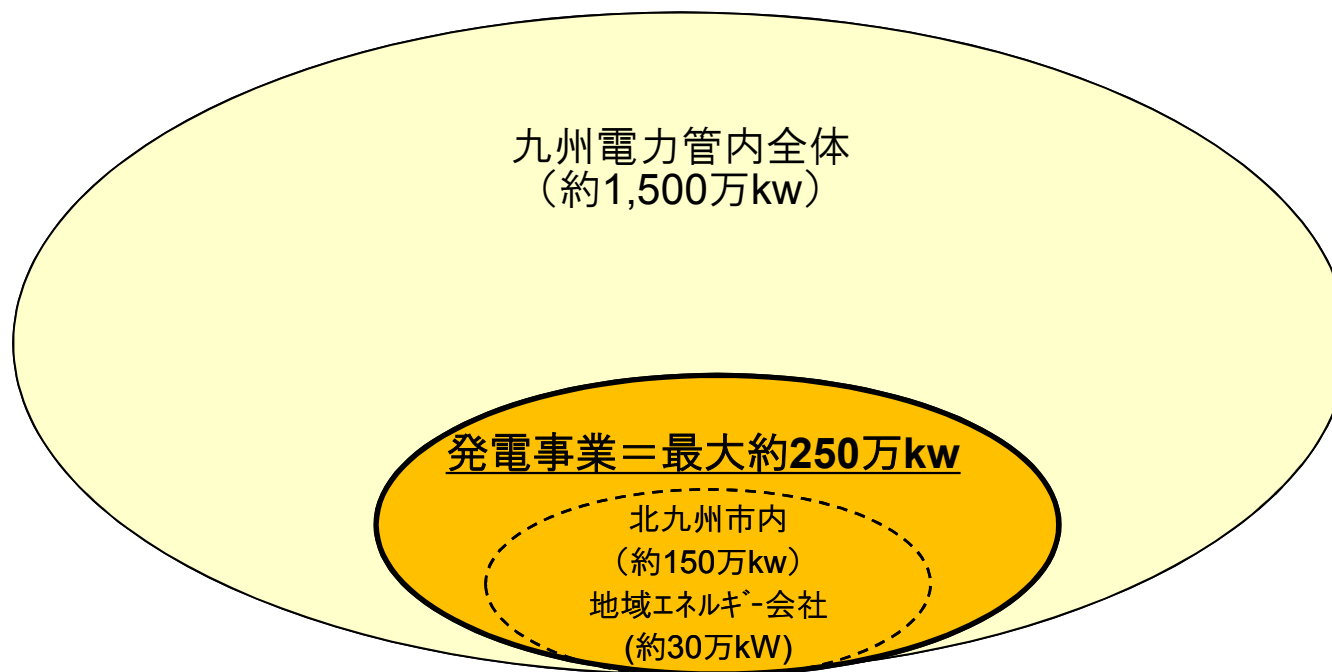 九州電力管内全体
（約1,500万kw）
発電事業＝最大約250万kw
北九州市内
（約150万kw）
地域ｴﾈﾙｷﾞｰ会社
(約30万kW)